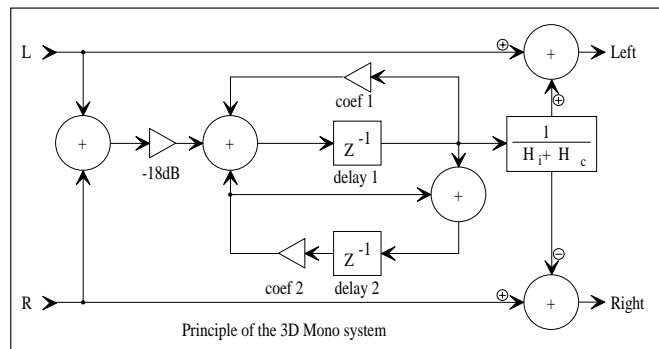 L
+
+
Left
coef 1
+
-18dB
+
Z -1
delay 1
1
H i + H c
+
coef 2
Z -1
delay 2
-
R
+
+
Right
Principle of the 3D Mono system